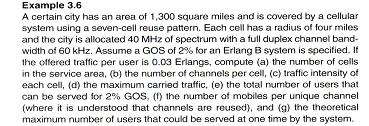 Example 3.6
A certain city has an area of 1,300 square miles and is covered by a cellular
system using a seven-cell reuse pattern. Each cell has a radius of four miles
and the city is allocated 40 MHz of spectrum with a full duplex channel band-
width of 60 kHz. Assume a GOS of 2% for an Erlang B system is specified. If
the offered traffic per user is 0.03 Erlangs, compute (a) the number of cells
in the service area, (b) the number of channels per cell, (c) traffic intensity of
each cell, (d) the maximum carried traffic, (e) the total number of users that
can be served for 2% GOS, (f) the number of mobiles per unique channel
(where it is understood that channels are reused), and (g) the theoretical
maximum number of users that could be served at one time by the system.